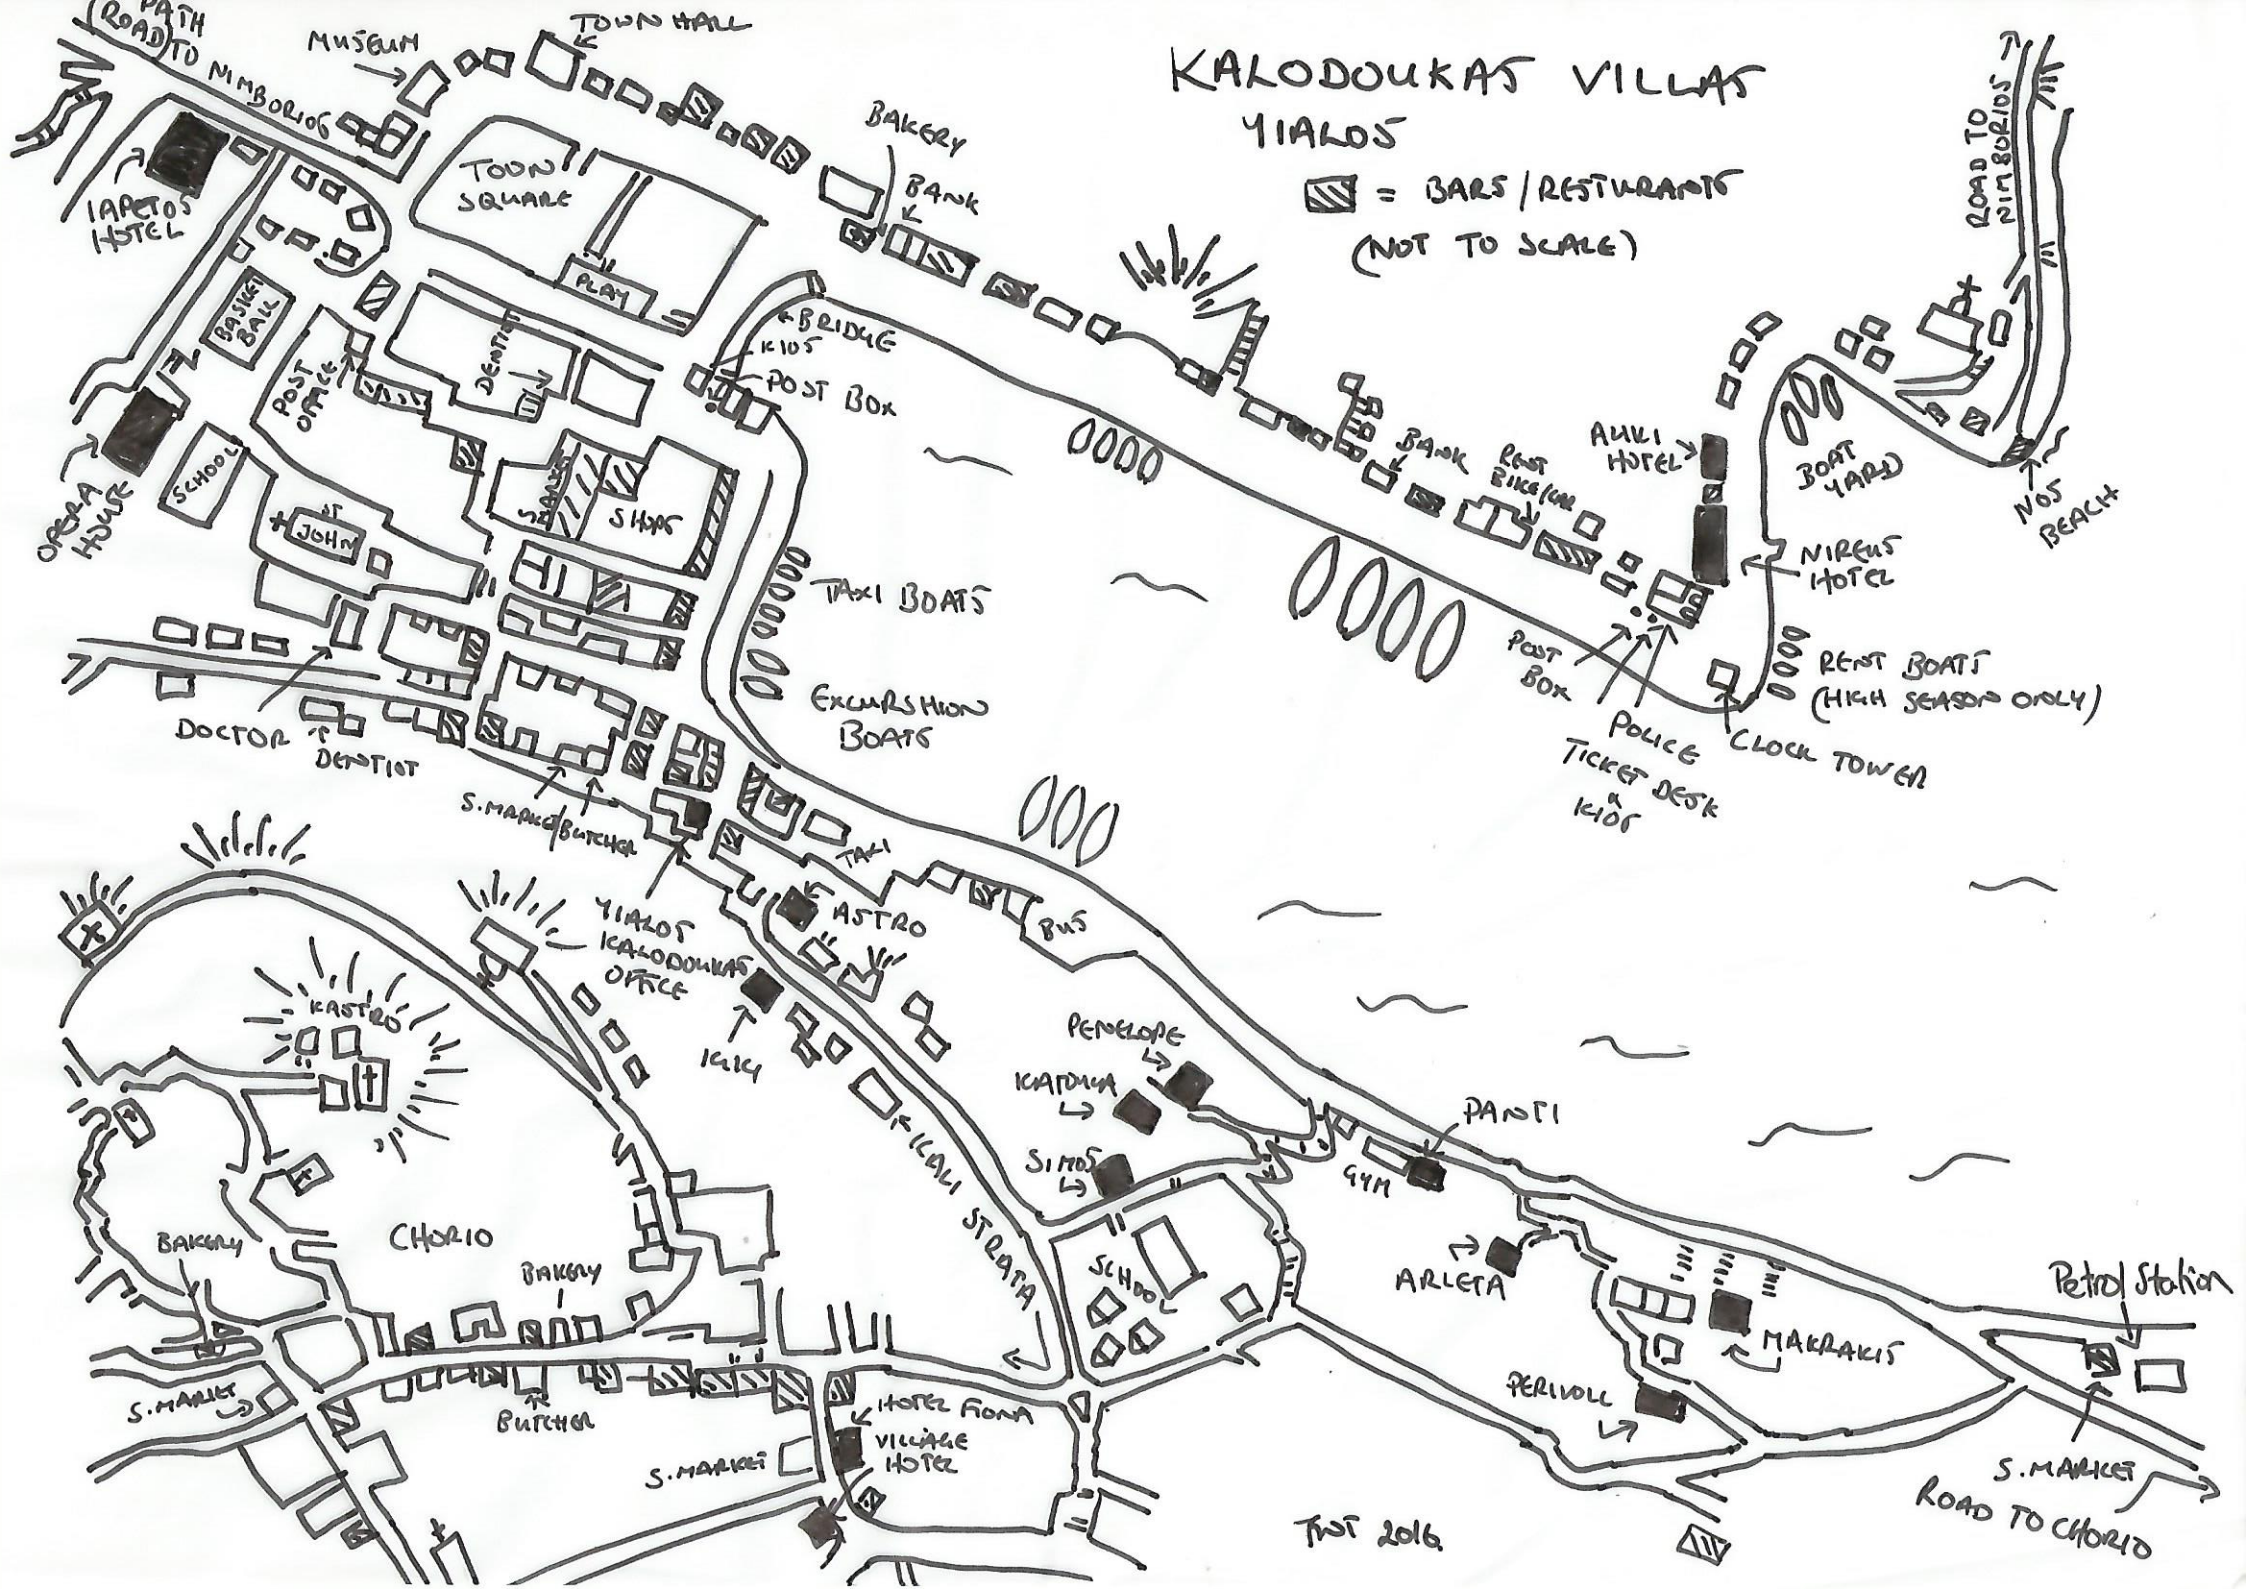 PATH
(ROAD) TO NIMBORIOS
MUSEUM
TOWN HALL
KALODOUKAS VILLAS
YIALOS
= BARS/RESTURANTS
(NOT TO SCALE)
BAKERY
BANK
ROAD TO
NIMBORIOS
IAPETOS
HOTEL
TOWN
SQUARE
PLAY
BASKET
BALL
POST
OFFICE
DENTIST
BRIDGE
KIOS
POST BOX
OPERA
HOUSE
SCHOOL
ST
JOHN
S.MARKET
SHOPS
BANK
RENT
BIKE/CAR
ALIKI
HOTEL
BOAT
YARD
NOS
BEACH
NIREUS
HOTEL
TAXI BOATS
EXCURSHION
BOATS
POST
BOX
POLICE
TICKET DESK
&
KIOS
CLOCK TOWER
RENT BOATS
(HIGH SEASON ONLY)
DOCTOR
DENTIST
S.MARKET/BUTCHER
TAXI
YIALOS
KALODOUKAS
OFFICE
ASTRO
BUS
KIKI
KALI STRATA
KASTRO
PENELOPE
KATOIKIA
SIMOS
PANTI
GYM
ARLETA
SCHOOL
CHORIO
BAKERY
BAKERY
MAKRAKIS
PERIVOLI
Petrol Station
S.MARKET
ROAD TO CHORIO
S.MARKET
BUTCHER
HOTEL FIONA
VILLAGE
HOTEL
S.MARKET
TWT 2016.